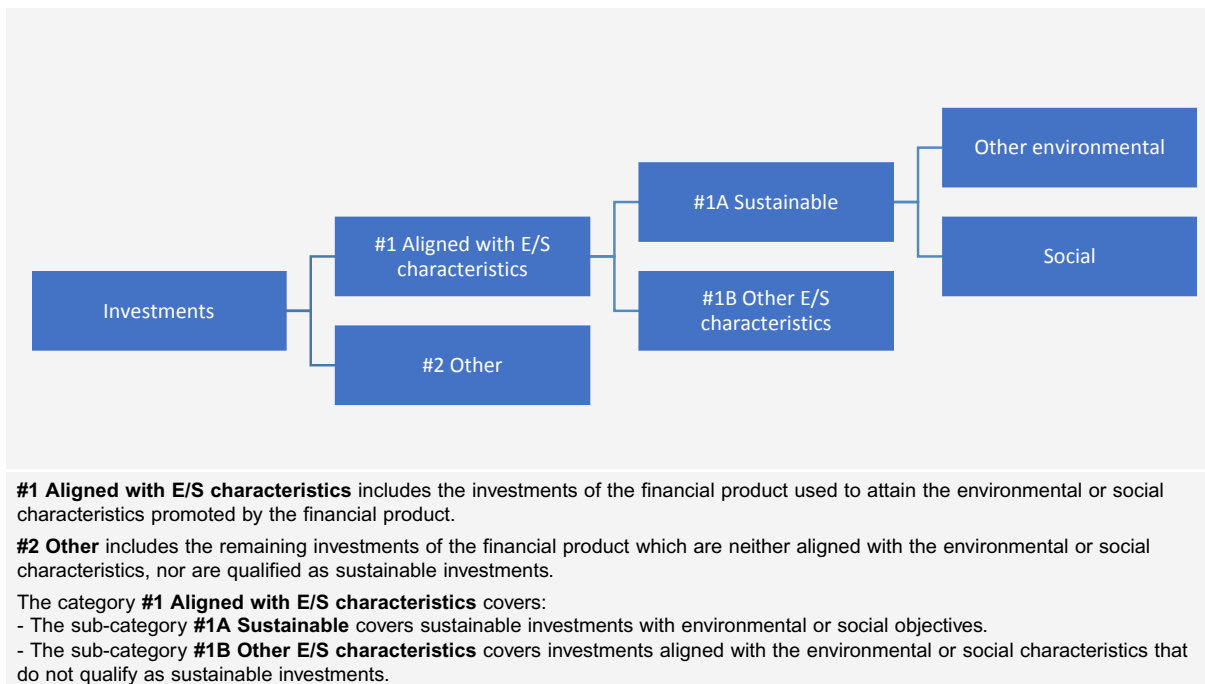 Other environmental
#1A Sustainable
#1 Aligned with E/S
characteristics
Social
Investments
#1B Other E/S
characteristics
#2 Other
#1 Aligned with E/S characteristics includes the investments of the financial product used to attain the environmental or social
characteristics promoted by the financial product.
#2 Other includes the remaining investments of the financial product which are neither aligned with the environmental or social
characteristics, nor are qualified as sustainable investments.
The category #1 Aligned with E/S characteristics covers:
- The sub-category #1A Sustainable covers sustainable investments with environmental or social objectives.
- The sub-category #1B Other E/S characteristics covers investments aligned with the environmental or social characteristics that
do not qualify as sustainable investments.